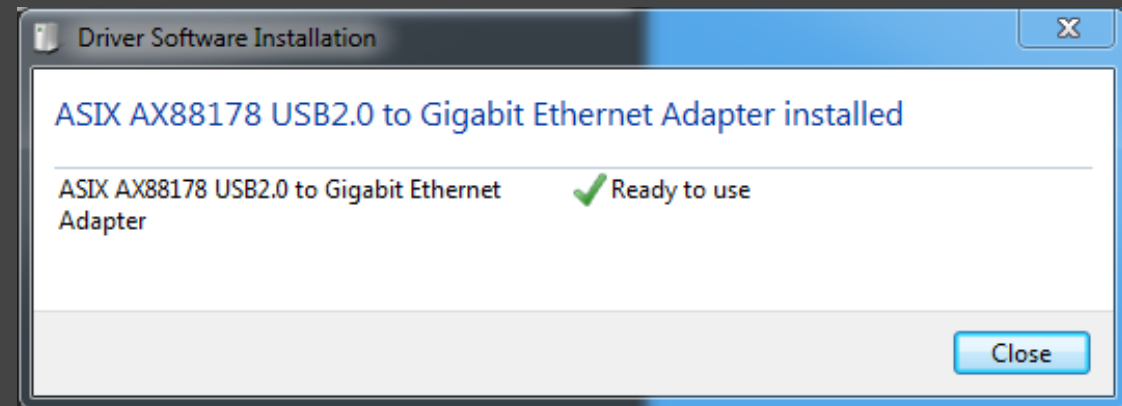 Driver Software Installation
ASIX AX88178 USB2.0 to Gigabit Ethernet Adapter installed
ASIX AX88178 USB2.0 to Gigabit Ethernet
Adapter
Ready to use
Close